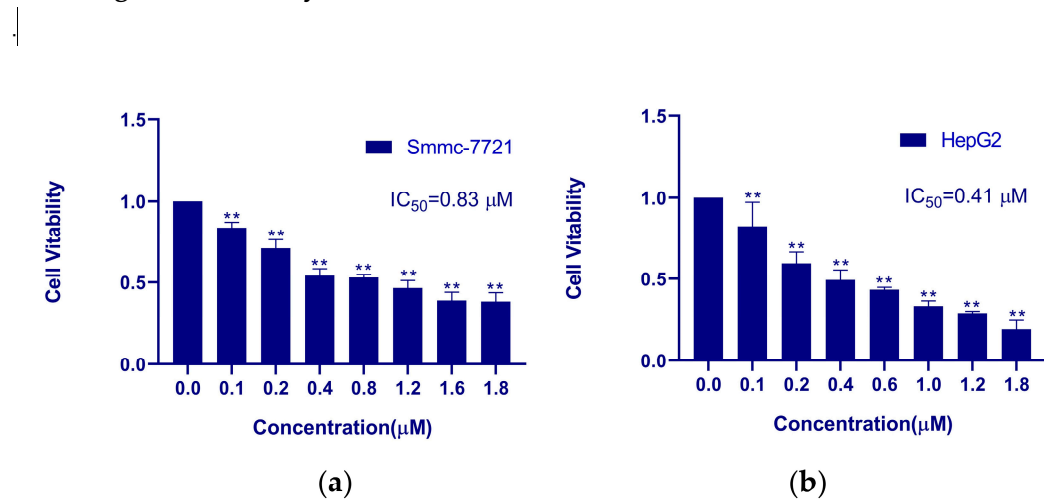 .
1.5
1.0
0.5
0.0
Cell Vitability
Smmc-7721
IC50=0.83 μM
** ** ** ** ** ** **
0.0 0.1 0.2 0.4 0.8 1.2 1.6 1.8
Concentration(μM)
(a)
1.5
1.0
0.5
0.0
Cell Vitability
HepG2
IC50=0.41 μM
** ** ** ** ** ** **
0.0 0.1 0.2 0.4 0.6 1.0 1.2 1.8
Concentration(μM)
(b)